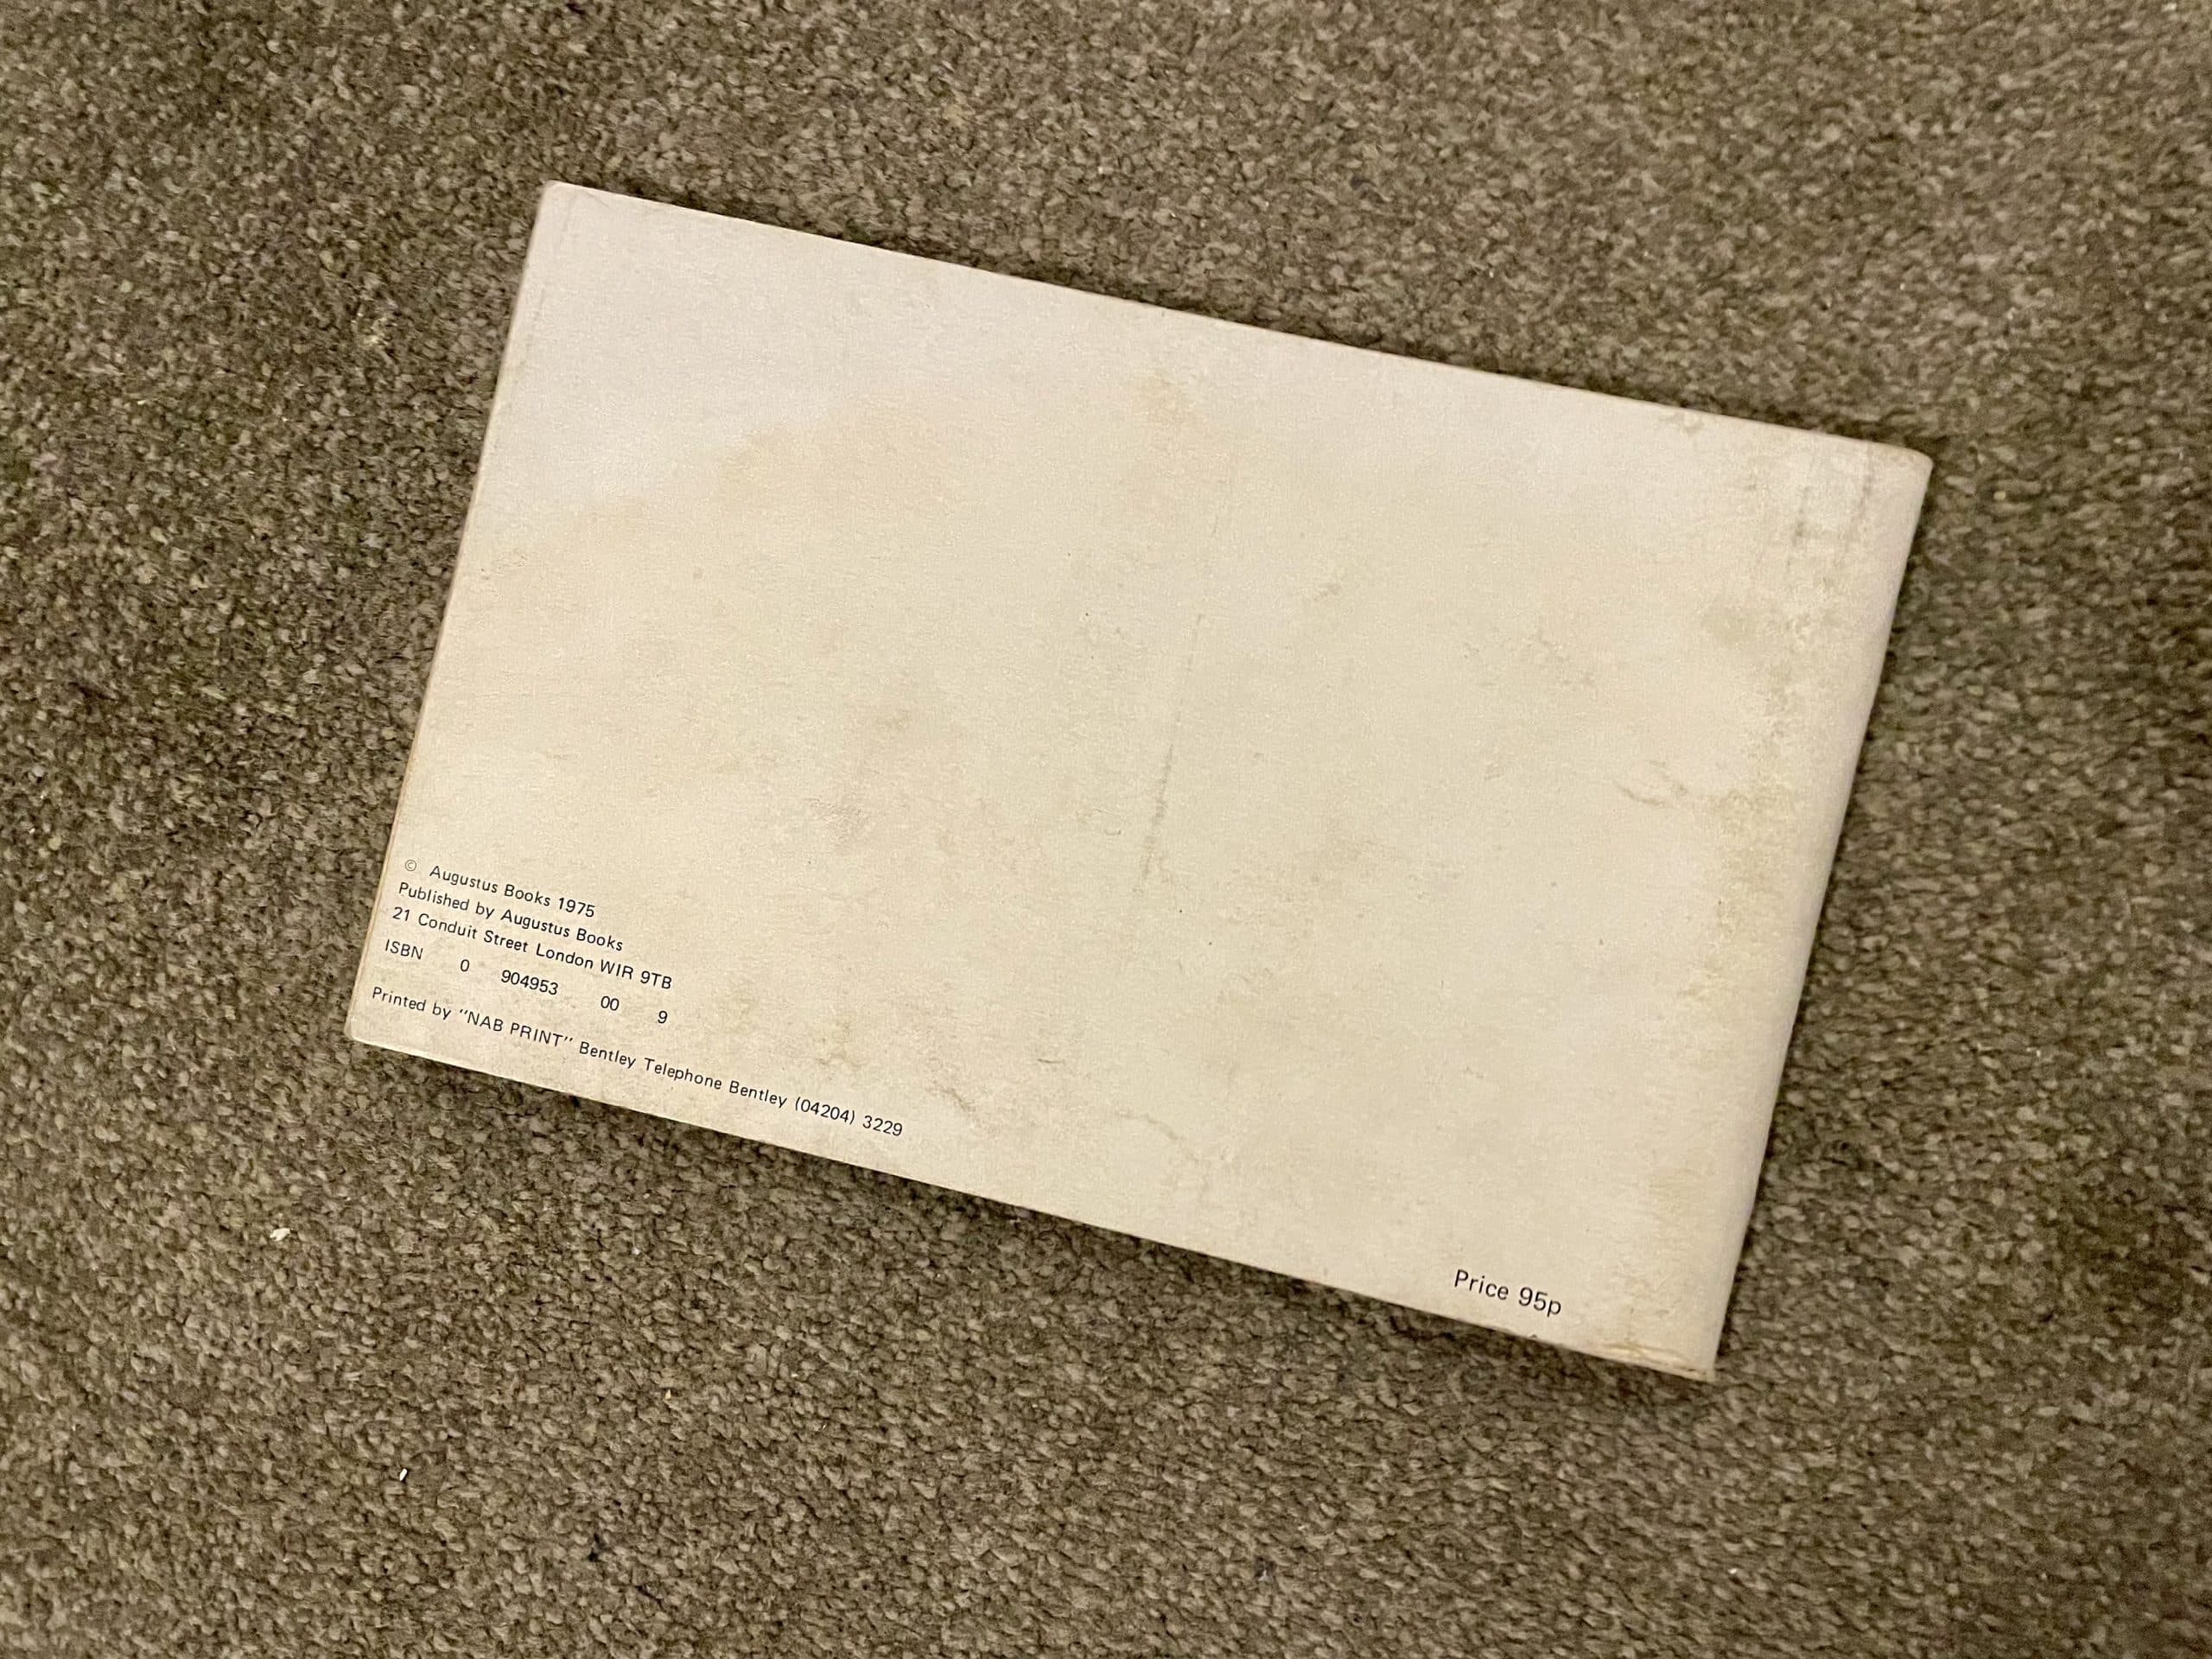 © Augustus Books 1975
Published by Augustus Books
21 Conduit Street London WIR 9TB
ISBN 0 904953 00 9
Printed by "NAB PRINT" Bentley Telephone Bentley (04204) 3229
Price 95p